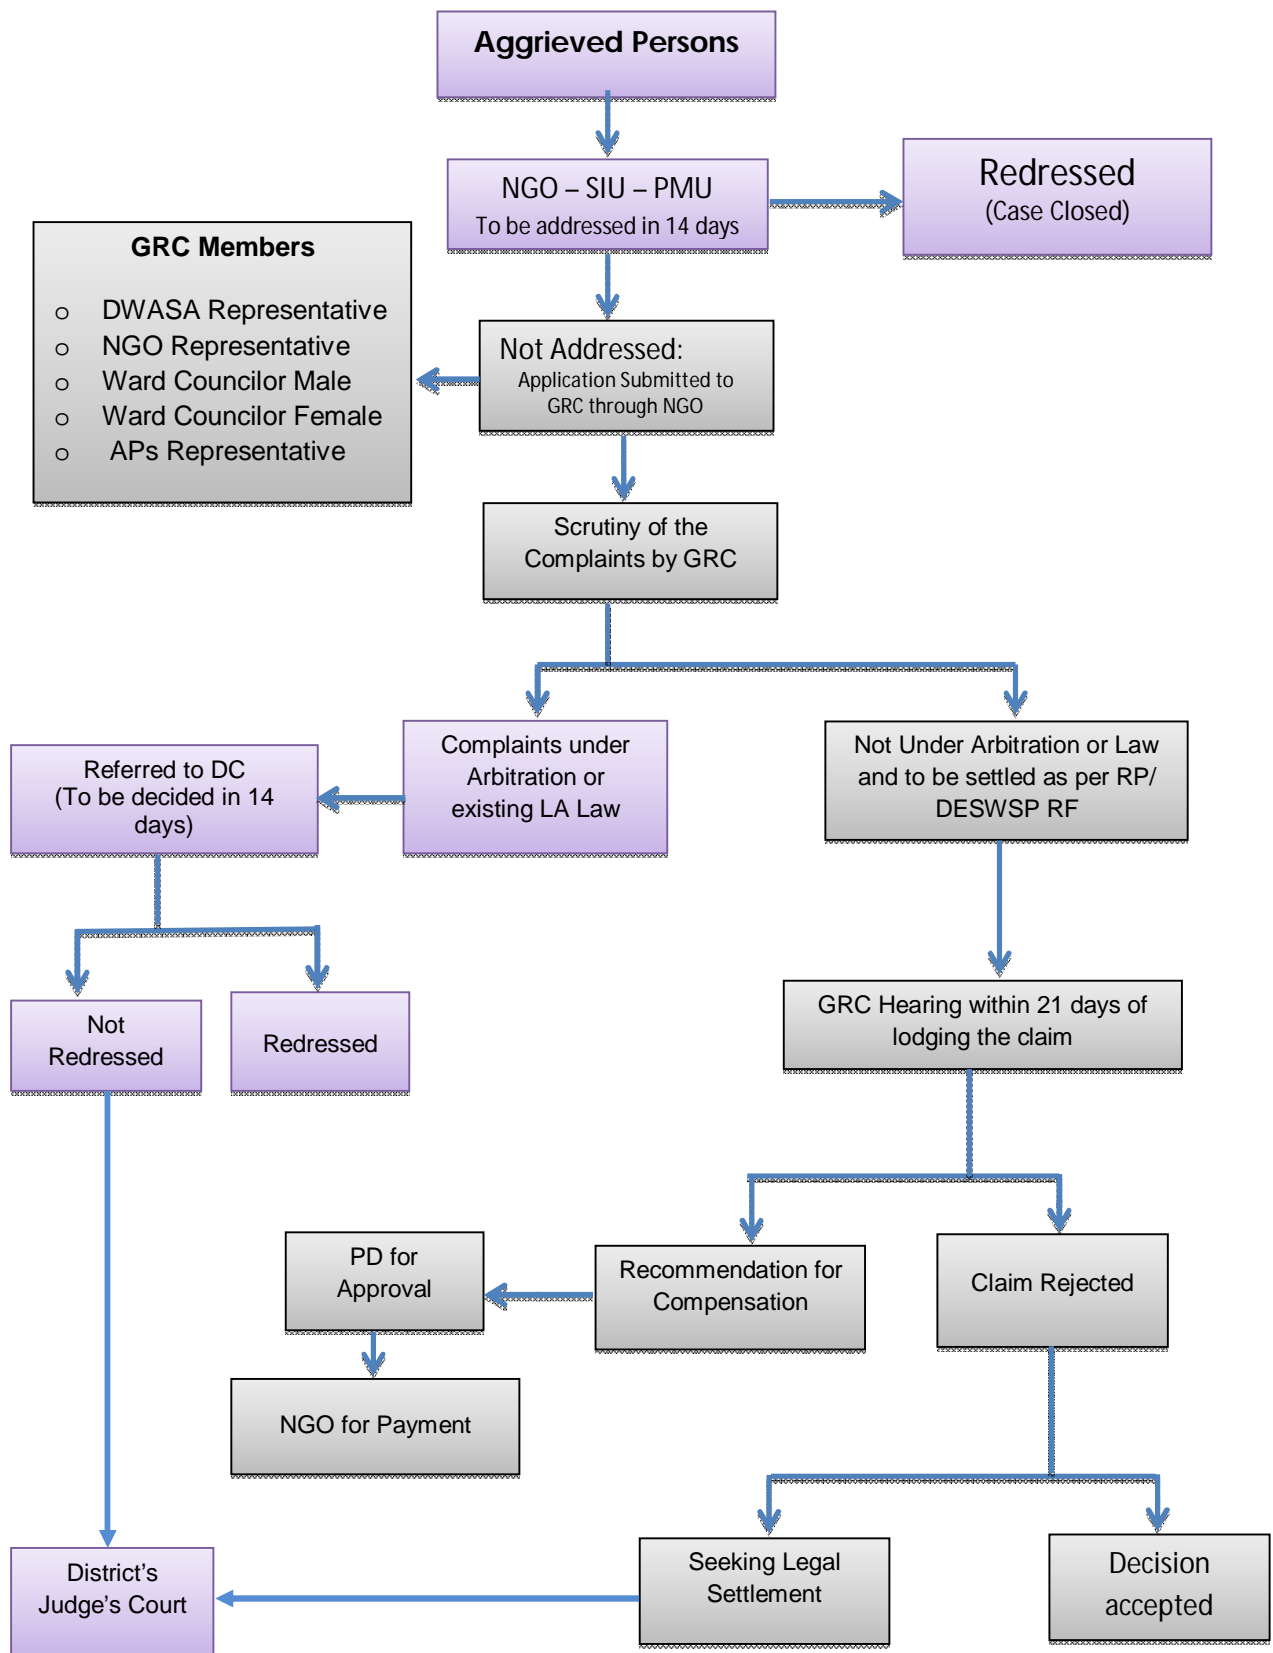 Aggrieved Persons
NGO – SIU – PMU
To be addressed in 14 days
Redressed
(Case Closed)
GRC Members
o DWASA Representative
o NGO Representative
o Ward Councilor Male
o Ward Councilor Female
o APs Representative
Not Addressed:
Application Submitted to
GRC through NGO
Scrutiny of the
Complaints by GRC
Referred to DC
(To be decided in 14
days)
Complaints under
Arbitration or
existing LA Law
Not Under Arbitration or Law
and to be settled as per RP/
DESWSP RF
Not
Redressed
Redressed
GRC Hearing within 21 days of
lodging the claim
PD for
Approval
Recommendation for
Compensation
Claim Rejected
NGO for Payment
District's
Judge's Court
Seeking Legal
Settlement
Decision
accepted